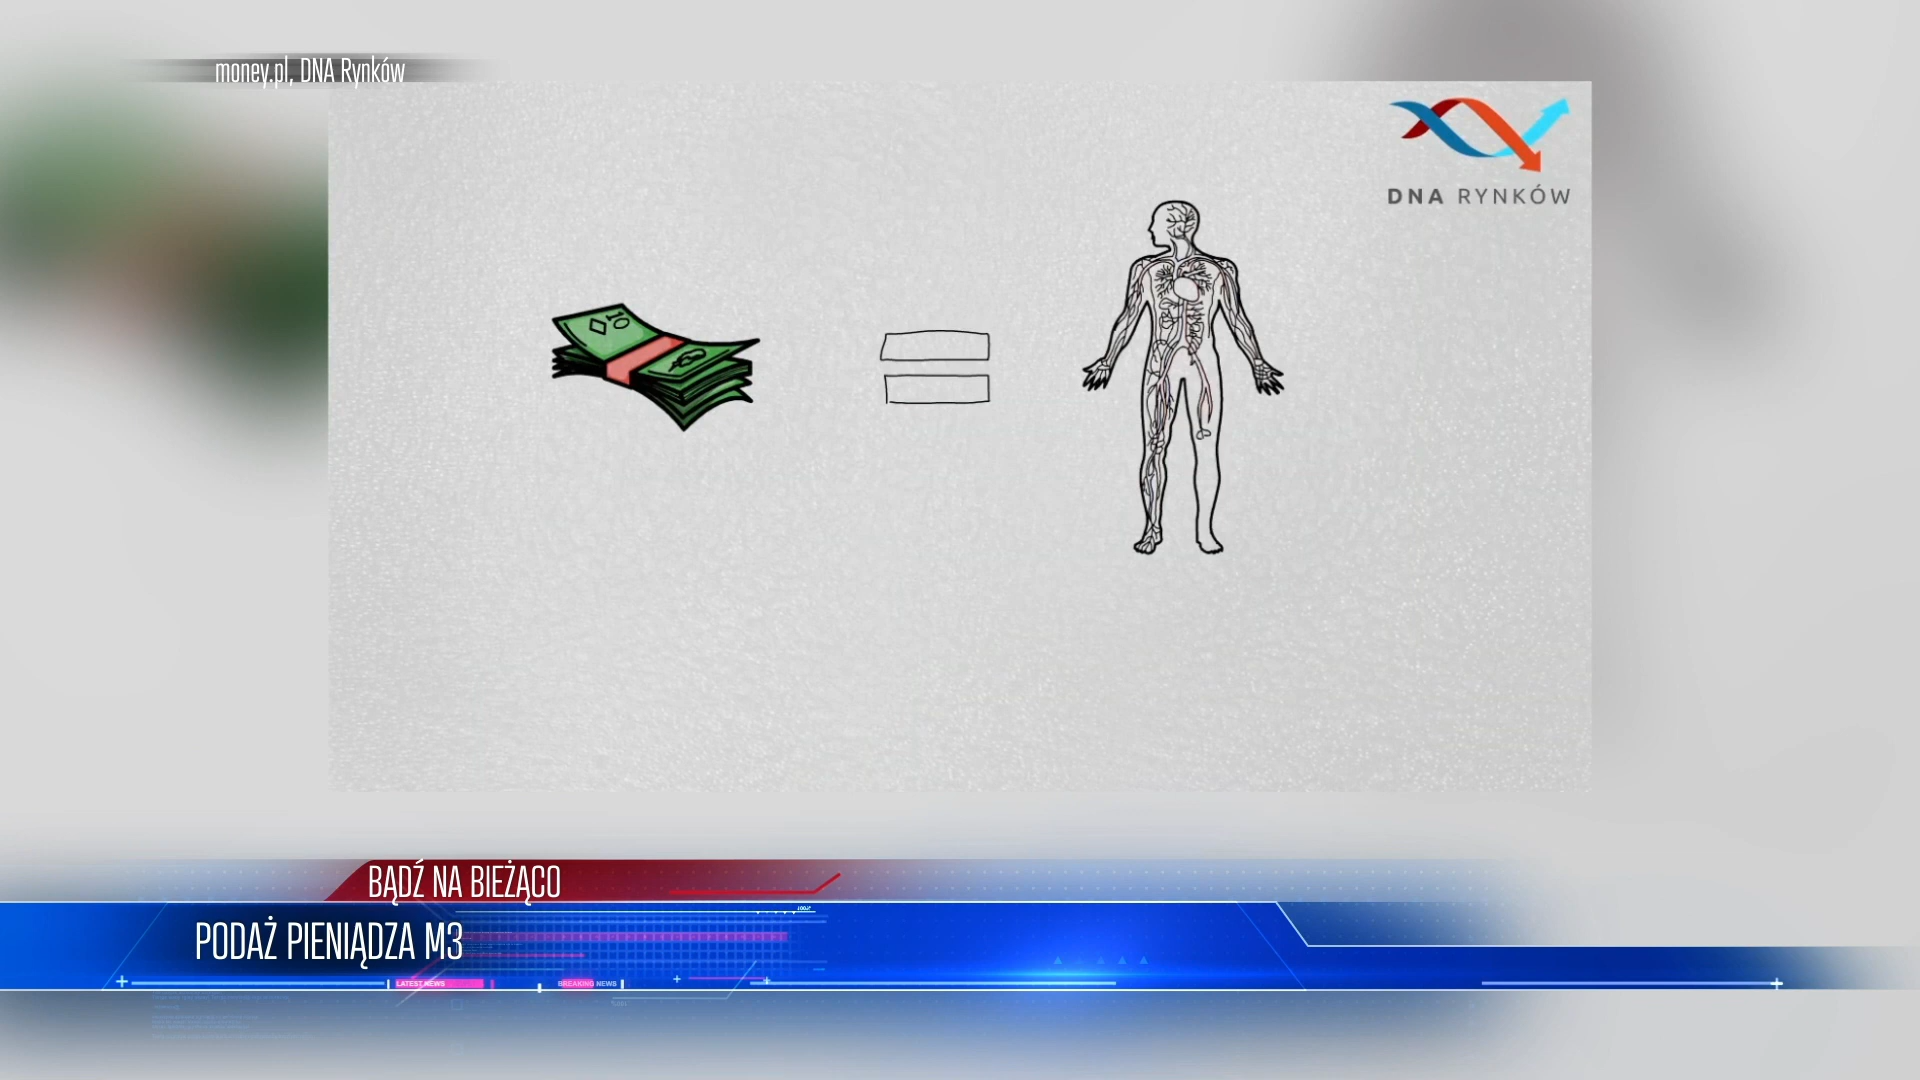 money.pl, DNA Rynków
DNA RYNKÓW
10
BĄDŹ NA BIEŻĄCO
PODAŻ PIENIĄDZA M3
LATEST NEWS
BREAKING NEWS